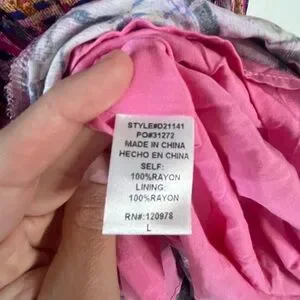 STYLE#D21141
PO#31272
MADE IN CHINA
HECHO EN CHINA
SELF:
100%RAYON
LINING:
100%RAYON
RN#:120978
L